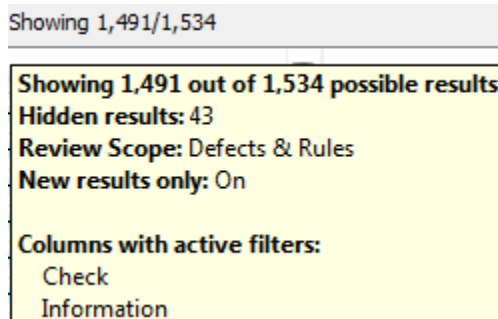 Showing 1,491/1,534
Showing 1,491 out of 1,534 possible results
Hidden results: 43
Review Scope: Defects & Rules
New results only: On
Columns with active filters:
Check
Information